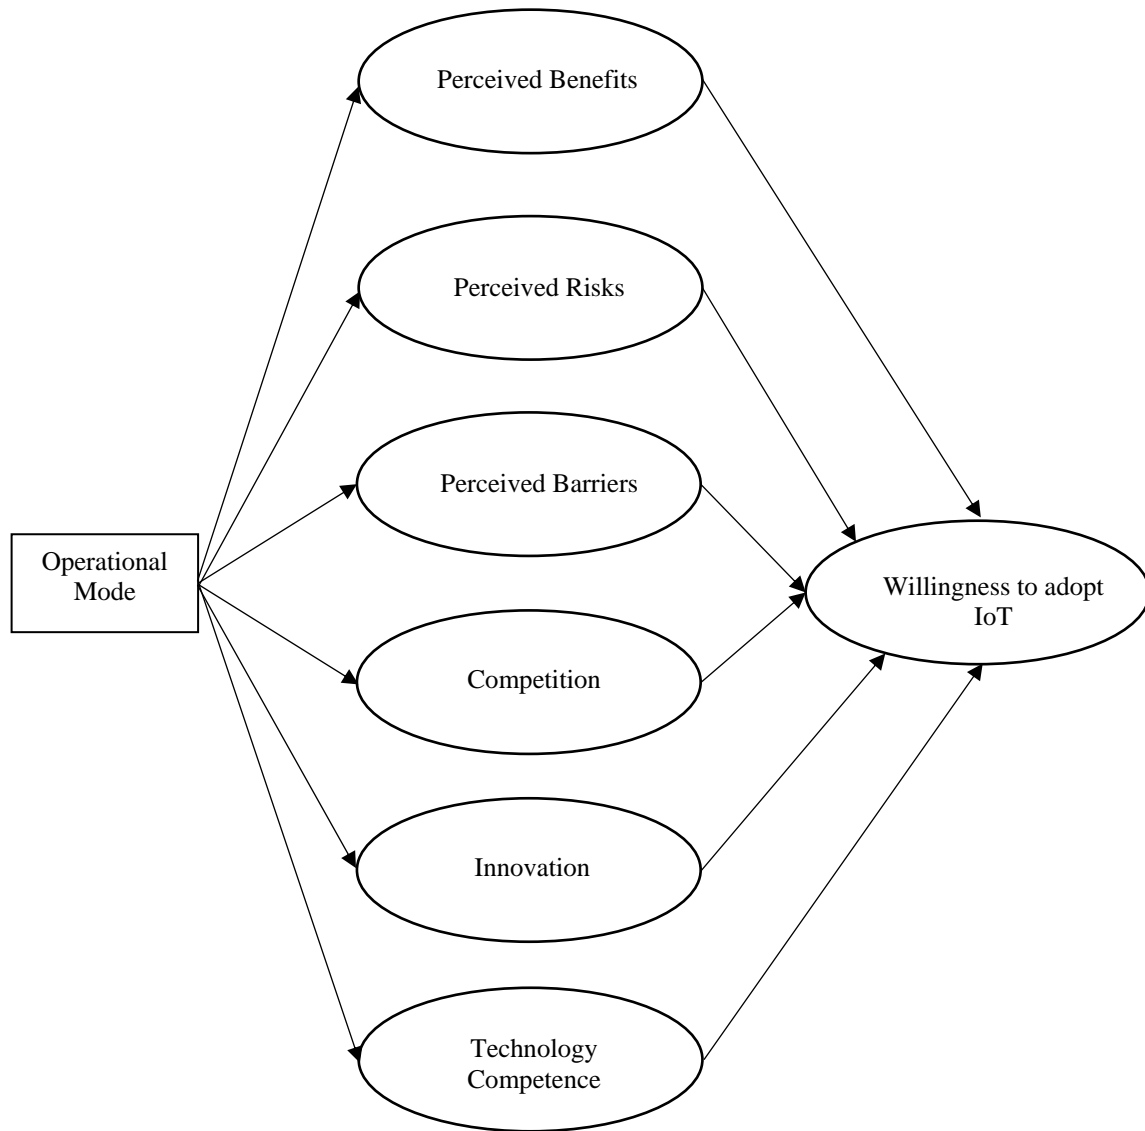 Perceived Benefits
Perceived Risks
Perceived Barriers
Operational
Mode
Willingness to adopt
IoT
Competition
Innovation
Technology
Competence